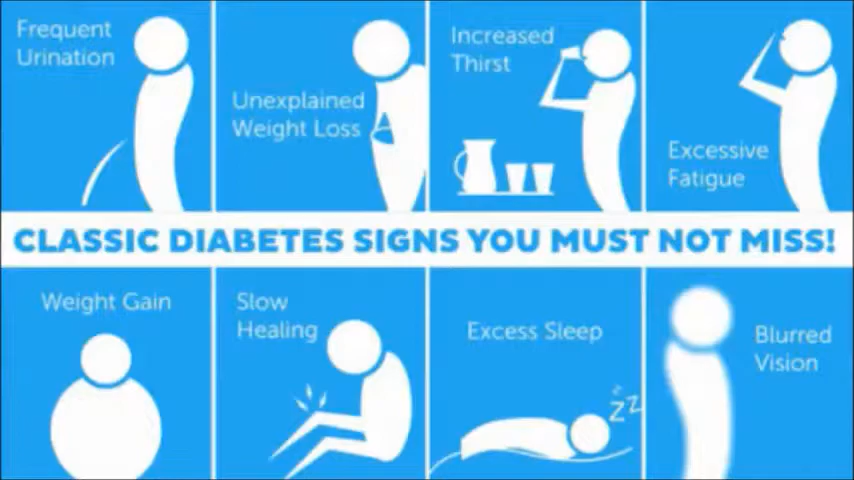 Frequent
Urination
Unexplained
Weight Loss
Increased
Thirst
Excessive
Fatigue
CLASSIC DIABETES SIGNS YOU MUST NOT MISS!
Weight Gain
Slow
Healing
Excess Sleep
z
Z Z
Blurred
Vision